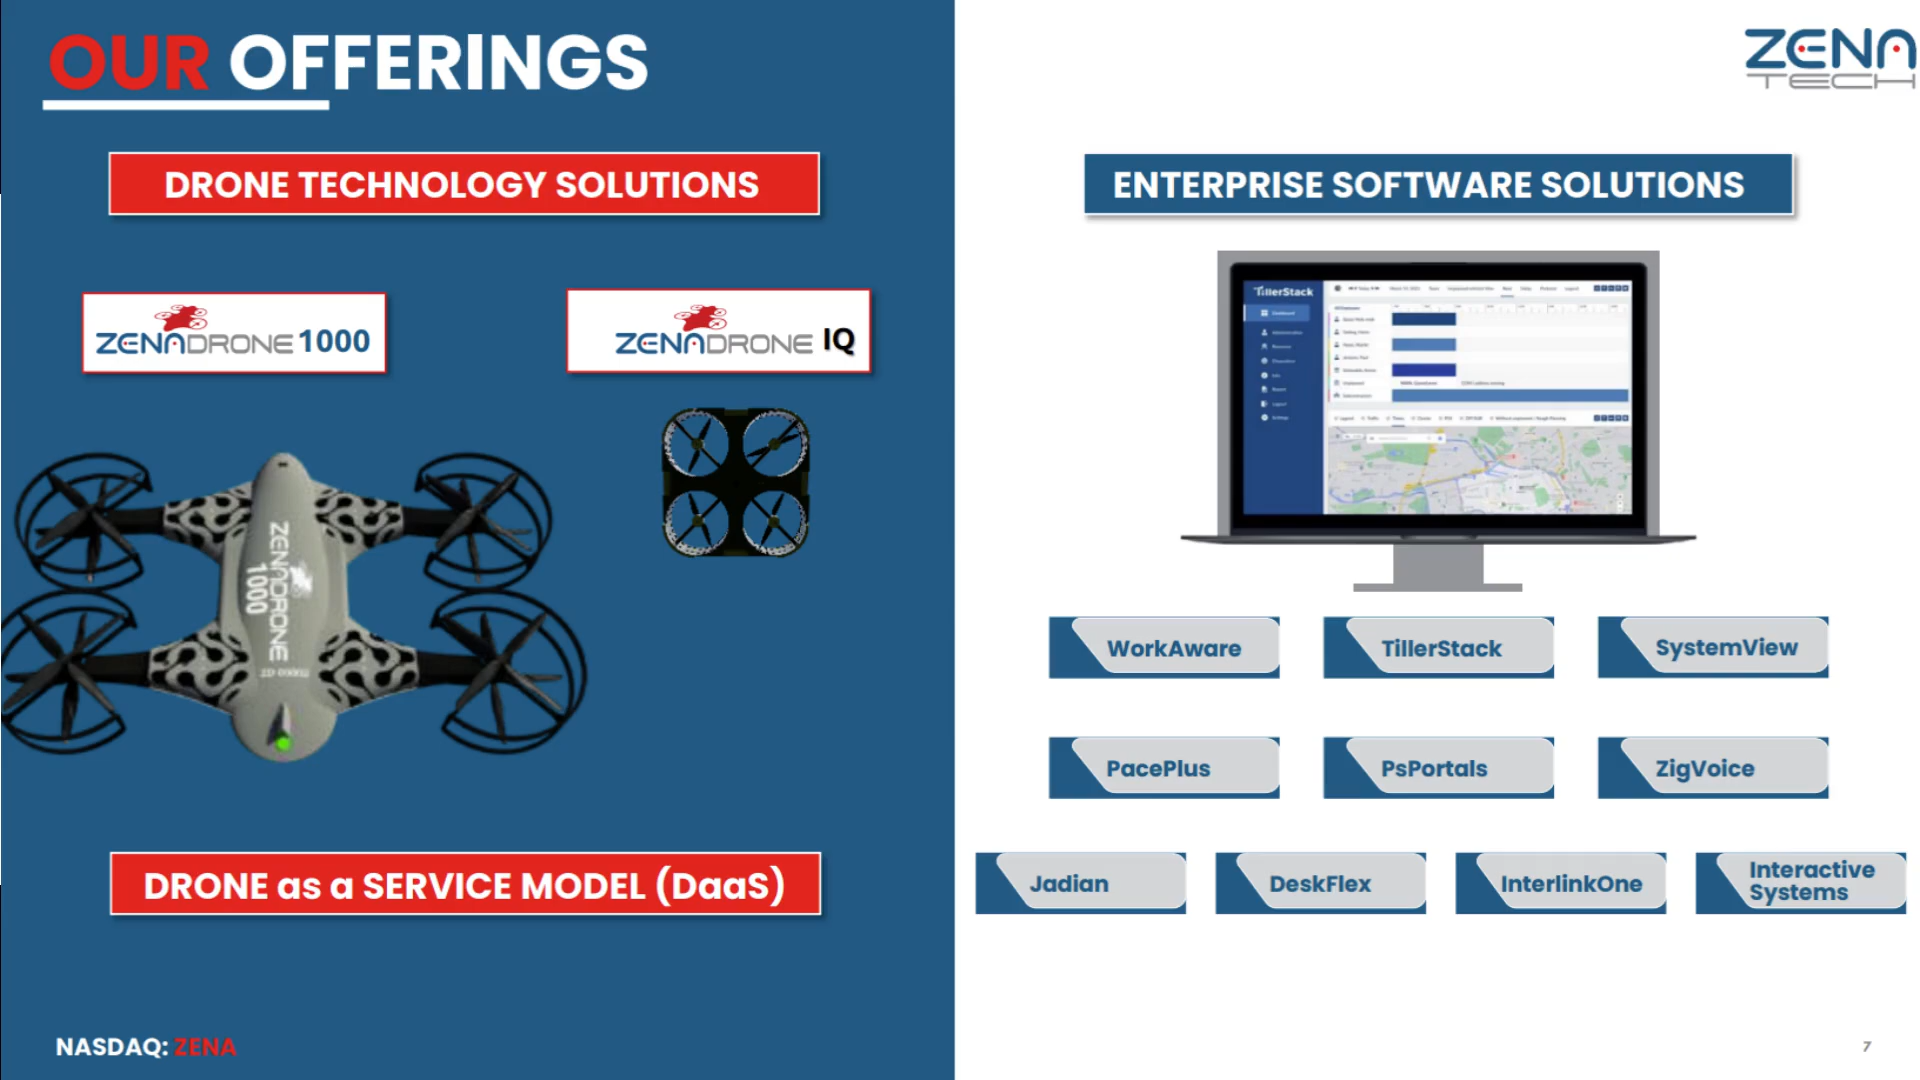 OUR OFFERINGS
ZENA
TECH
DRONE TECHNOLOGY SOLUTIONS
ENTERPRISE SOFTWARE SOLUTIONS
ZENADRONE 1000
ZENADRONE IQ
TillerStack
Dashboard
ZENADRONE
1000
WorkAware
TillerStack
SystemView
PacePlus
PsPortals
ZigVoice
DRONE as a SERVICE MODEL (DaaS)
Jadian
DeskFlex
InterlinkOne
Interactive
Systems
NASDAQ: ZENA
7